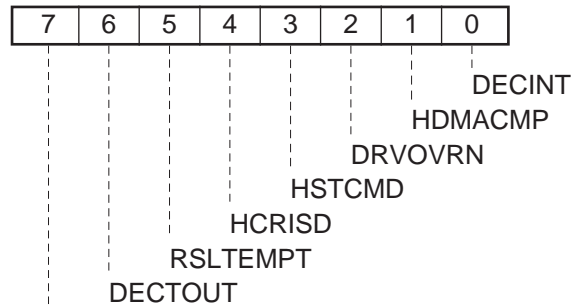 7 6 5 4 3 2 1 0
DECINT
HDMACMP
DRVOVRN
HSTCMD
HCRISD
RSLTEMPT
DECTOUT